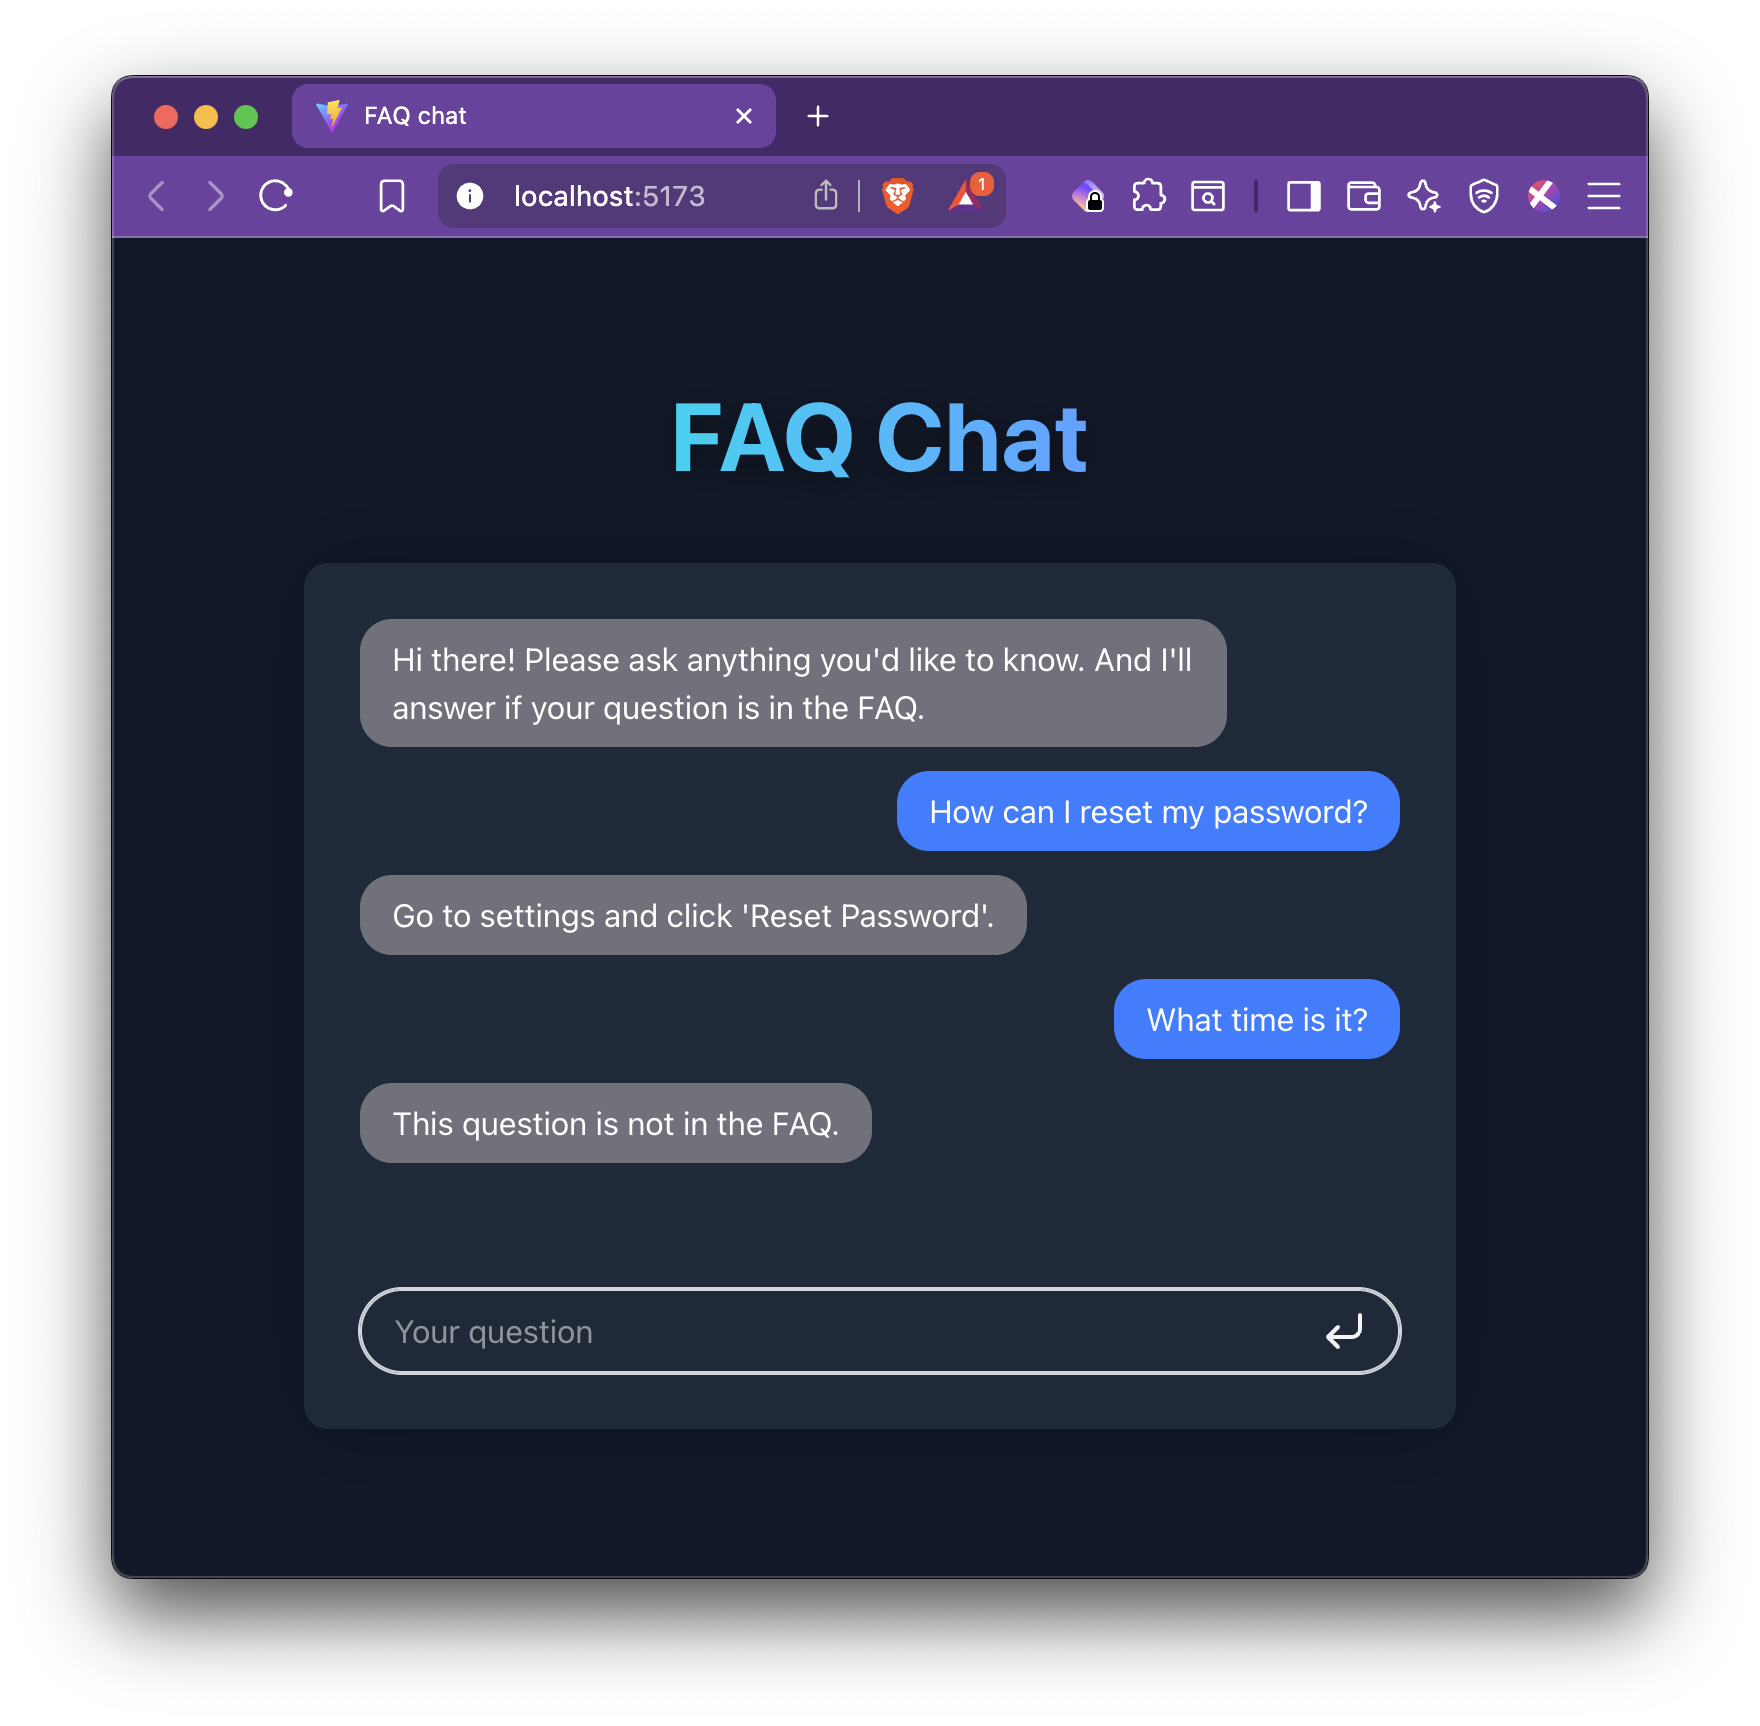 FAQ chat
localhost:5173
1
FAQ Chat
Hi there! Please ask anything you'd like to know. And I'll
answer if your question is in the FAQ.
How can I reset my password?
Go to settings and click 'Reset Password'.
What time is it?
This question is not in the FAQ.
Your question